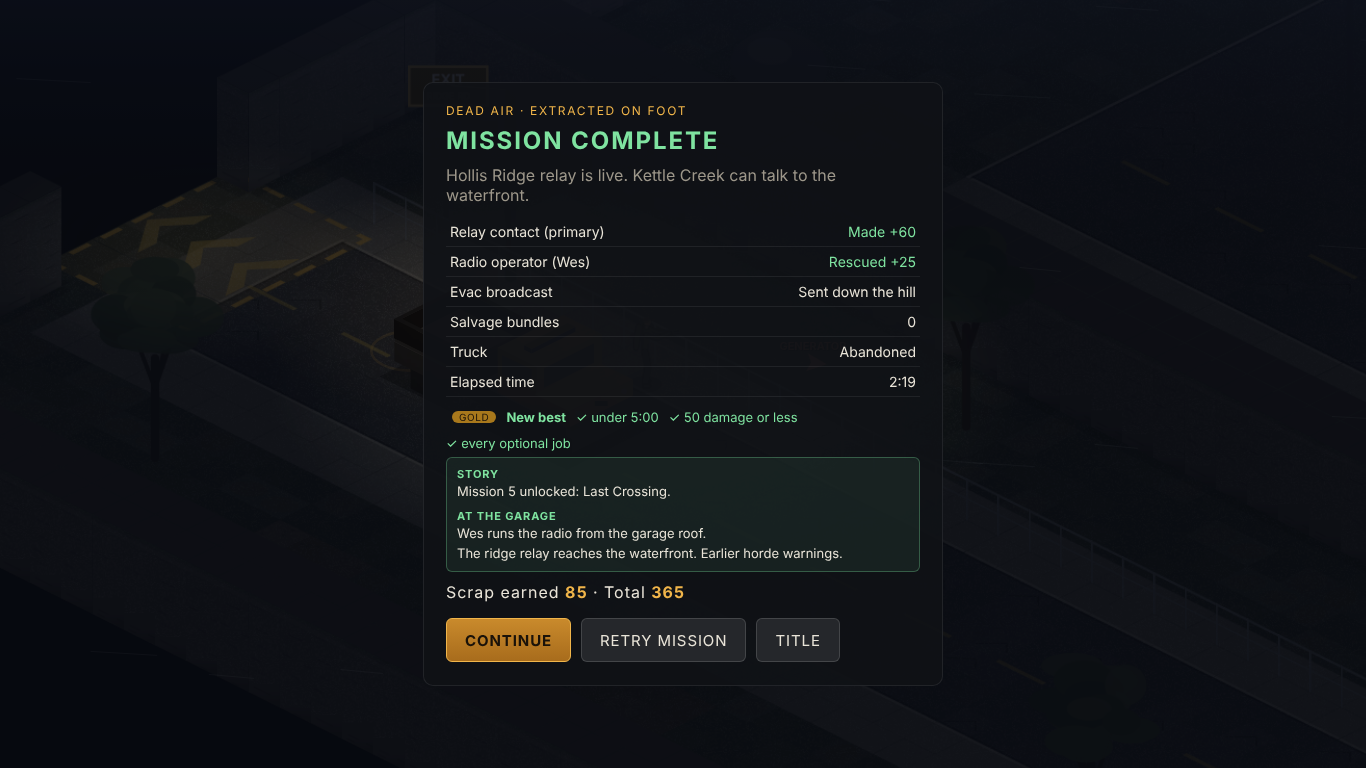 EXIT
DEAD AIR · EXTRACTED ON FOOT
MISSION COMPLETE
Hollis Ridge relay is live. Kettle Creek can talk to the
waterfront.
Relay contact (primary) Made +60
Radio operator (Wes) Rescued +25
Evac broadcast Sent down the hill
Salvage bundles 0
Truck Abandoned
Elapsed time 2:19
GOLD New best ✓ under 5:00 ✓ 50 damage or less
✓ every optional job
STORY
Mission 5 unlocked: Last Crossing.
AT THE GARAGE
Wes runs the radio from the garage roof.
The ridge relay reaches the waterfront. Earlier horde warnings.
Scrap earned 85 · Total 365
CONTINUE RETRY MISSION TITLE